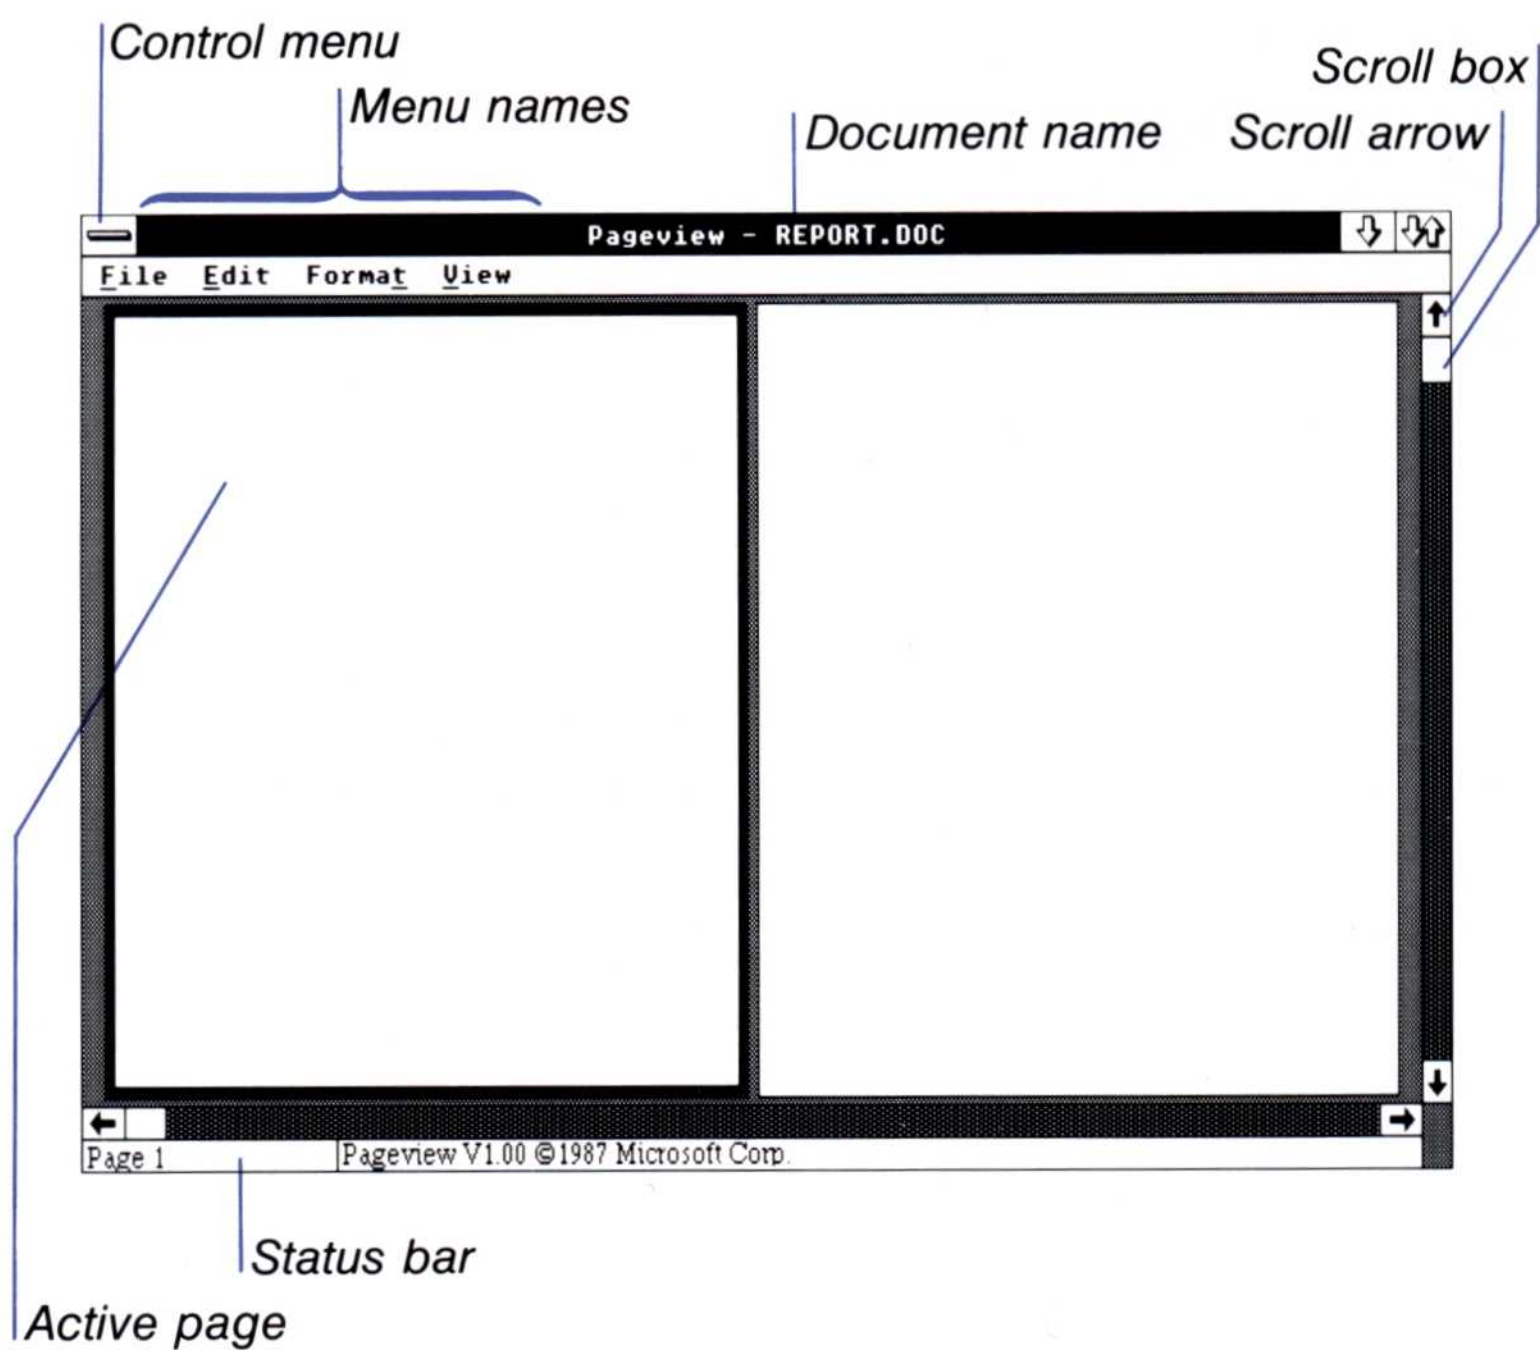 Control menu
Menu names
Document name
Scroll box
Scroll arrow
Pageview - REPORT.DOC
File Edit Format View
Page 1
Pageview V1.00 ©1987 Microsoft Corp.
Status bar
Active page